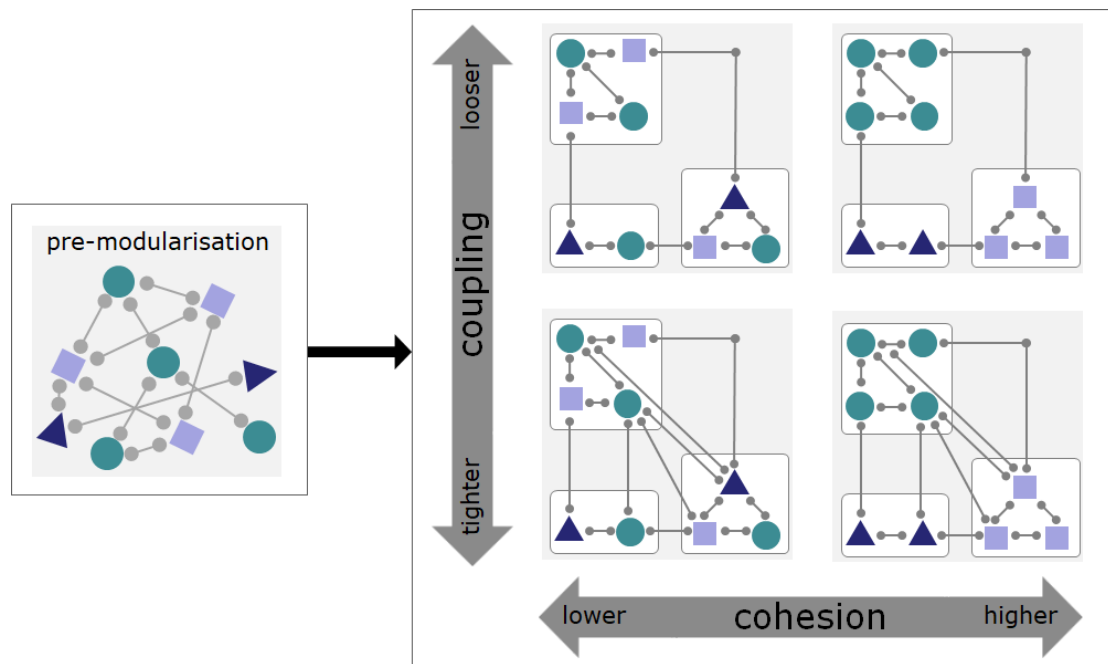 pre-modularisation
looser
coupling
tighter
lower
cohesion
higher